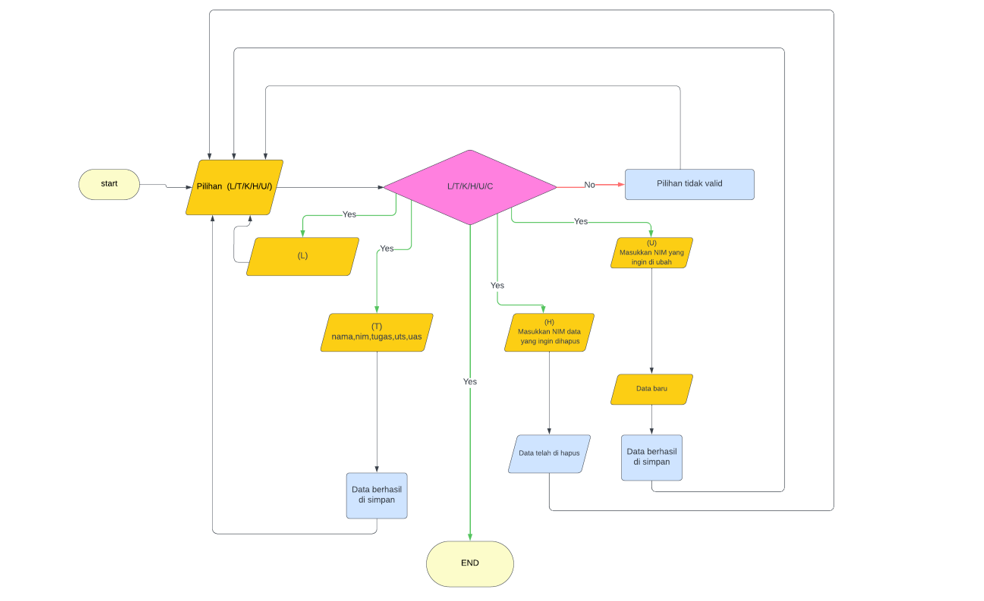 start
Pilihan (L/T/K/H/U/)
L/T/K/H/U/C
No
Pilihan tidak valid
Yes
(L)
Yes
(T)
nama,nim,tugas,uts,uas
Data berhasil
di simpan
Yes
END
Yes
(H)
Masukkan NIM data
yang ingin dihapus
Data telah di hapus
Yes
(U)
Masukkan NIM yang
ingin di ubah
Data baru
Data berhasil
di simpan